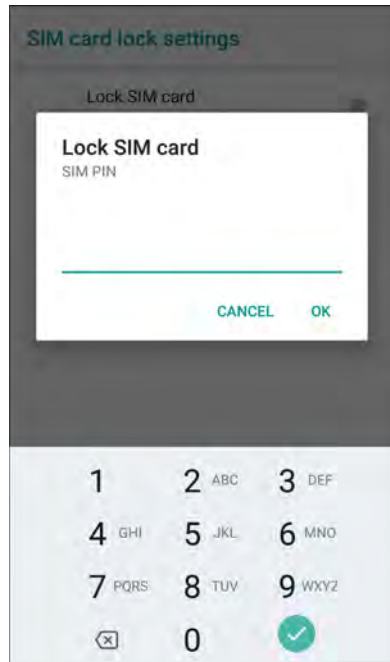 SIM card lock settings
Lock SIM card
Lock SIM card
SIM PIN
CANCEL OK
1 2 ABC 3 DEF
4 GHI 5 JKL 6 MNO
7 PQRS 8 TUV 9 WXYZ
0